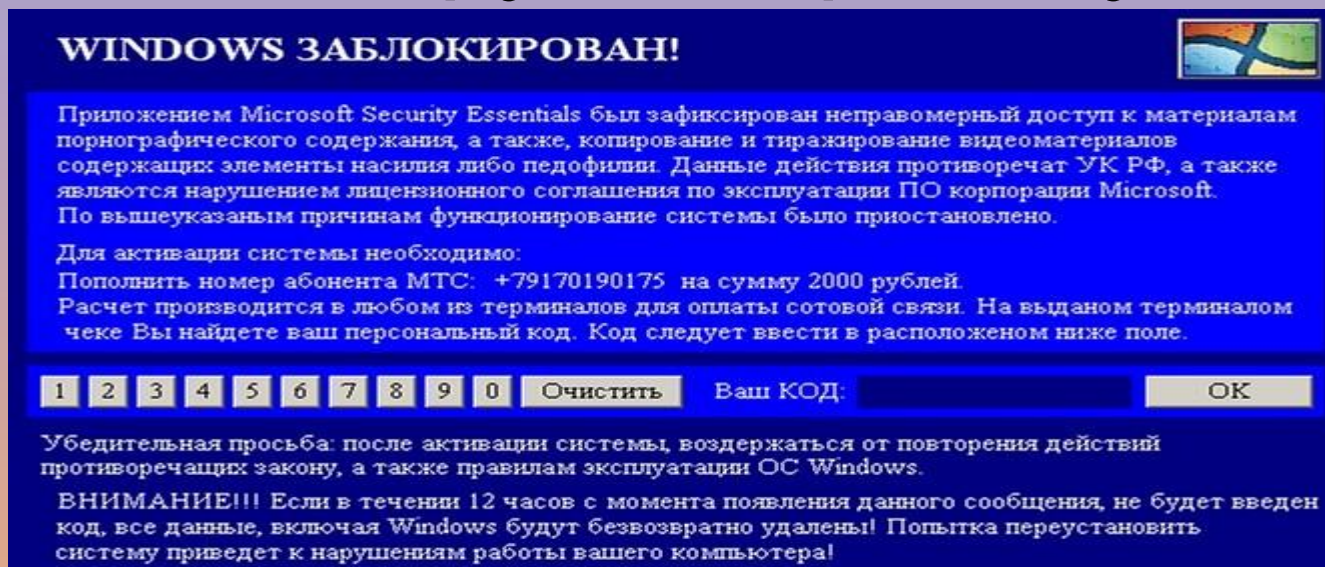 WINDOWS ЗАБЛОКИРОВАН!
Приложением Microsoft Security Essentials был зафиксирован неправомерный доступ к материалам
порнографического содержания, а также, копирование и тиражирование видеоматериалов
содержащих элементы насилия либо педофилии. Данные действия противоречат УК РФ, а также
являются нарушением лицензионного соглашения по эксплуатации ПО корпорации Microsoft.
По вышеуказаным причинам функционирование системы было приостановлено.
Для активации системы необходимо:
Пополнить номер абонента МТС: +79170190175 на сумму 2000 рублей.
Расчет производится в любом из терминалов для оплаты сотовой связи. На выданом терминалом
чеке Вы найдете ваш персональный код. Код следует ввести в расположеном ниже поле.
1 2 3 4 5 6 7 8 9 0 Очистить Ваш КОД: OK
Убедительная просьба: после активации системы, воздержаться от повторения действий
противоречащих закону, а также правилам эксплуатации ОС Windows.
ВНИМАНИЕ!!! Если в течении 12 часов с момента появления данного сообщения, не будет введен
код, все данные, включая Windows будут безвозвратно удалены! Попытка переустановить
систему приведет к нарушениям работы вашего компьютера!